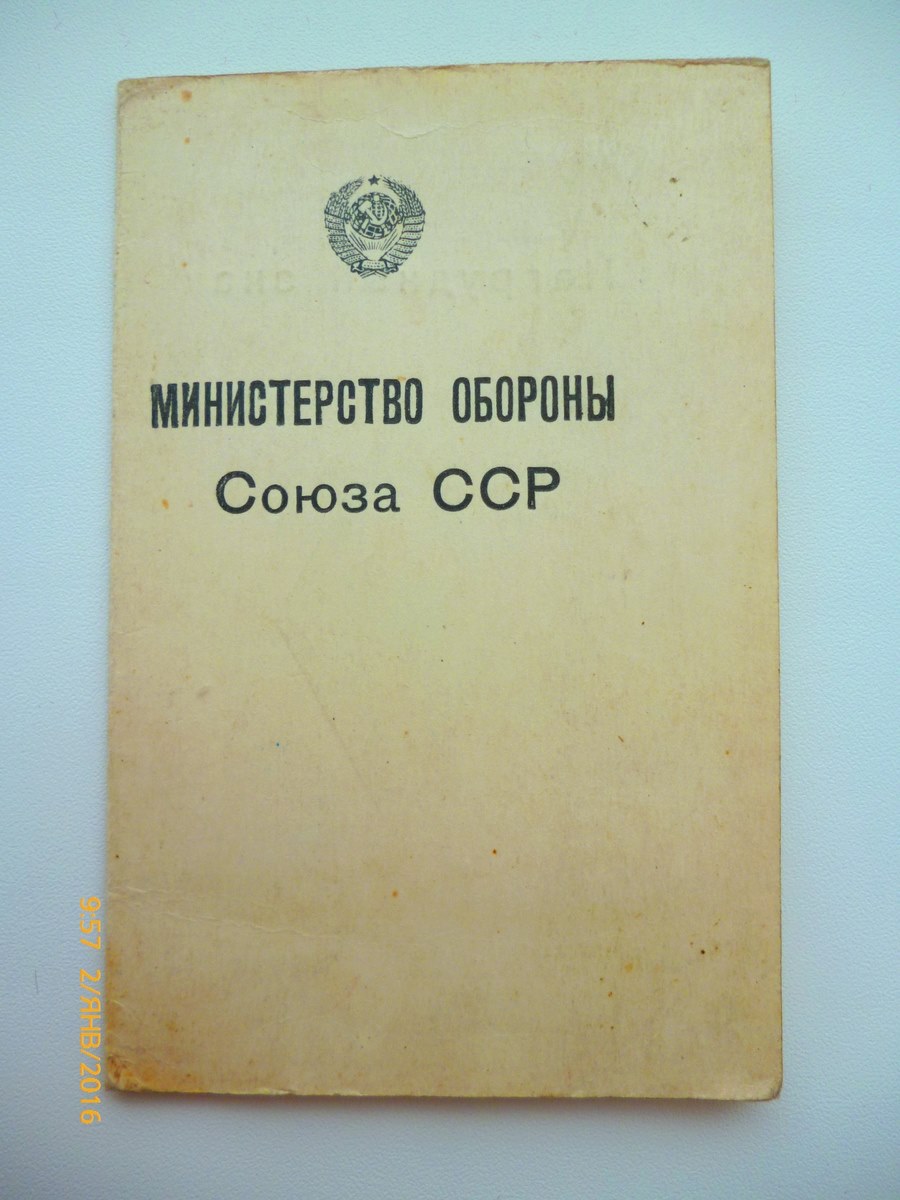 МИНИСТЕРСТВО ОБОРОНЫ
Союза ССР
9:57 2/ЯНВ/2016